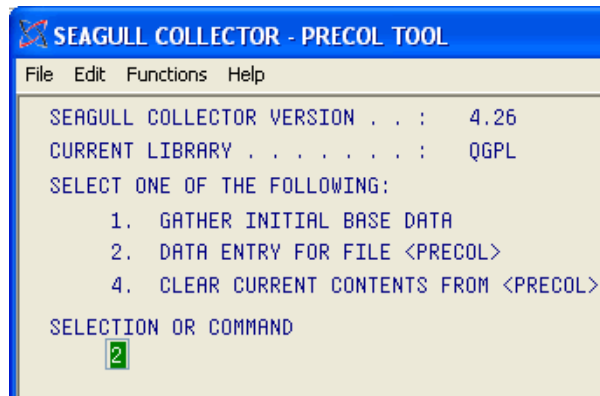 SEAGULL COLLECTOR - PRECOL TOOL
File Edit Functions Help
SEAGULL COLLECTOR VERSION . . : 4.26
CURRENT LIBRARY . . . . . . . : QGPL
SELECT ONE OF THE FOLLOWING:
1. GATHER INITIAL BASE DATA
2. DATA ENTRY FOR FILE <PRECOL>
4. CLEAR CURRENT CONTENTS FROM <PRECOL>
SELECTION OR COMMAND
2